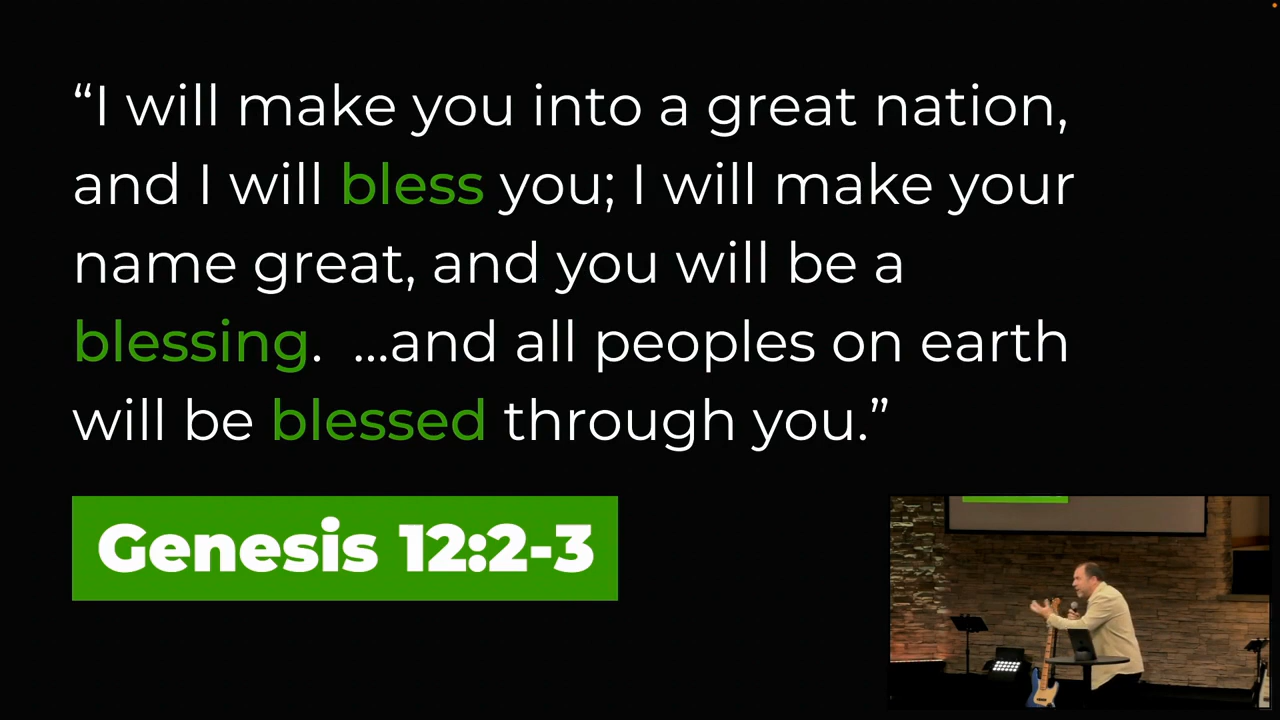 “I will make you into a great nation,
and I will bless you; I will make your
name great, and you will be a
blessing.  ...and all peoples on earth
will be blessed through you.”
Genesis 12:2-3